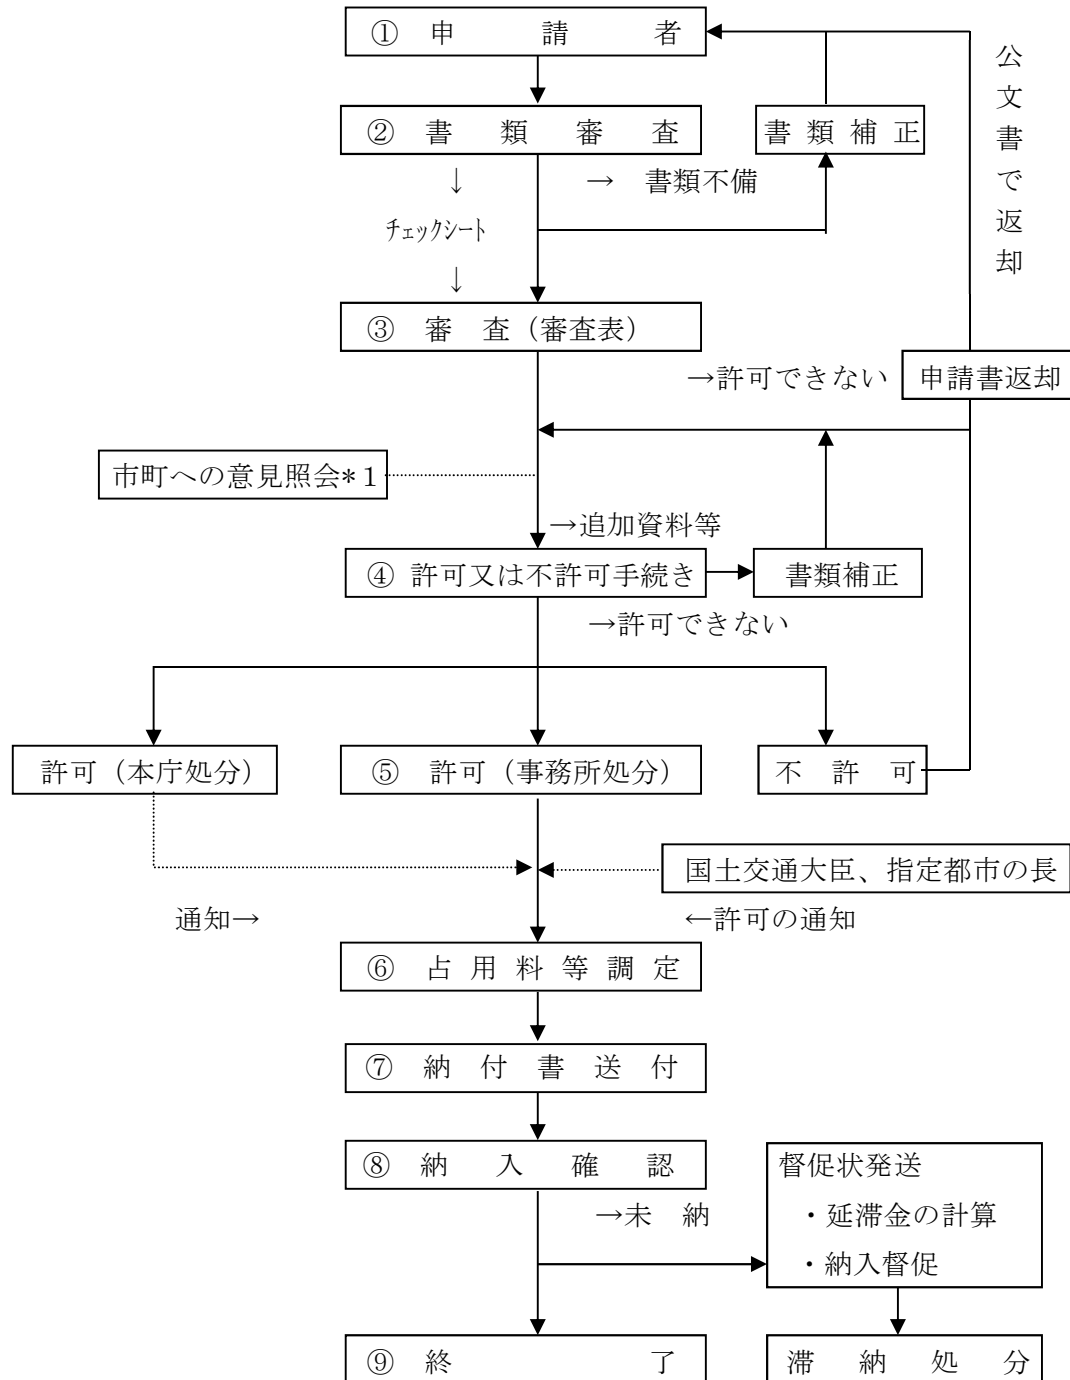 ① 申請者
公文書で返却
② 書類審査
書類補正
↓
→ 書類不備
チェックシート
↓
③ 審査（審査表）
→許可できない
申請書返却
市町への意見照会*1
→追加資料等
④ 許可又は不許可手続き
書類補正
→許可できない
許可（本庁処分）
⑤ 許可（事務所処分）
不許可
国土交通大臣、指定都市の長
通知→
←許可の通知
⑥ 占用料等調定
⑦ 納付書送付
⑧ 納入確認
督促状発送
・延滞金の計算
・納入督促
→未 納
⑨ 終了
滞納処分